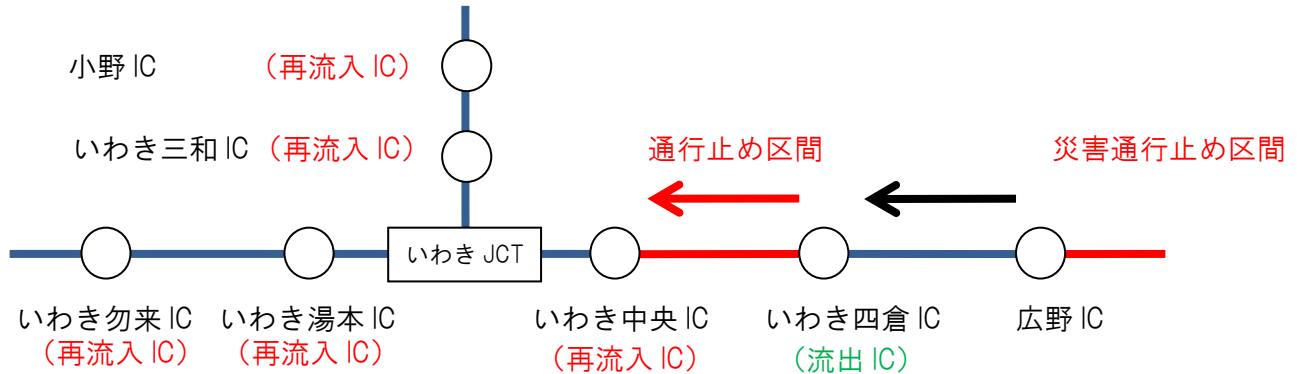 小野 IC （再流入 IC）
いわき三和 IC （再流入 IC）
通行止め区間
災害通行止め区間
いわき JCT
いわき勿来 IC
（再流入 IC）
いわき湯本 IC
（再流入 IC）
いわき中央 IC
（再流入 IC）
いわき四倉 IC
（流出 IC）
広野 IC